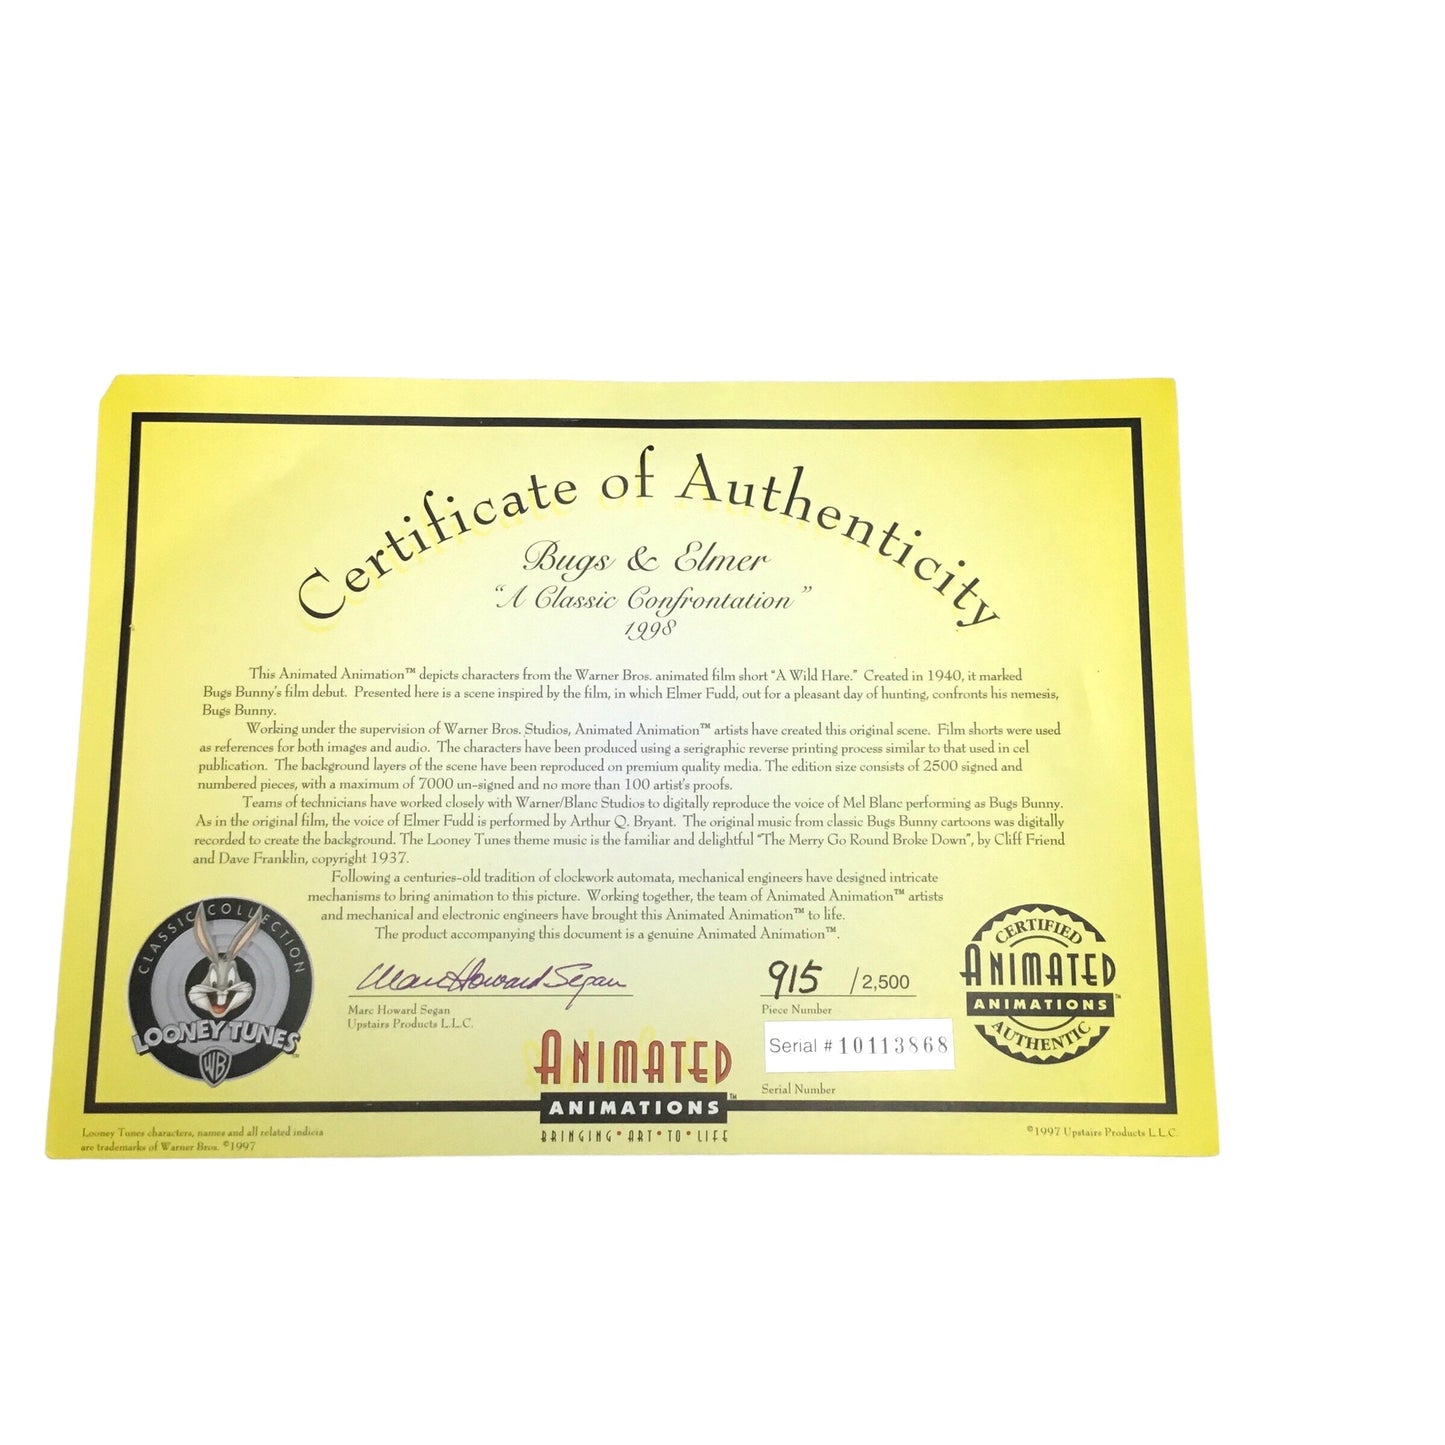 Certificate of Authenticity
Bugs & Elmer
"A Classic Confrontation"
1998
This Animated Animation™ depicts characters from the Warner Bros. animated film short "A Wild Hare." Created in 1940, it marked
Bugs Bunny's film debut. Presented here is a scene inspired by the film, in which Elmer Fudd, out for a pleasant day of hunting, confronts his nemesis,
Bugs Bunny.
Working under the supervision of Warner Bros. Studios, Animated Animation™ artists have created this original scene. Film shorts were used
as references for both images and audio. The characters have been produced using a serigraphic reverse printing process similar to that used in cel
publication. The background layers of the scene have been reproduced on premium quality media. The edition size consists of 2500 signed and
numbered pieces, with a maximum of 7000 un-signed and no more than 100 artist's proofs.
Teams of technicians have worked closely with Warner/Blanc Studios to digitally reproduce the voice of Mel Blanc performing as Bugs Bunny.
As in the original film, the voice of Elmer Fudd is performed by Arthur Q. Bryant. The original music from classic Bugs Bunny cartoons was digitally
recorded to create the background. The Looney Tunes theme music is the familiar and delightful "The Merry Go Round Broke Down", by Cliff Friend
and Dave Franklin, copyright 1937.
Following a centuries-old tradition of clockwork automata, mechanical engineers have designed intricate
mechanisms to bring animation to this picture. Working together, the team of Animated Animation™ artists
and mechanical and electronic engineers have brought this Animated Animation™ to life.
The product accompanying this document is a genuine Animated Animation™.
CLASSIC COLLECTION
LOONEY TUNES™
WB
Marc Howard Segan
Marc Howard Segan
Upstairs Products L.L.C.
915 /2,500
Piece Number
Serial # 10113868
Serial Number
CERTIFIED
ANIMATED
ANIMATIONS™
AUTHENTIC
ANIMATED
ANIMATIONS™
BRINGING • ART • TO • LIFE
Looney Tunes characters, names and all related indicia
are trademarks of Warner Bros. ©1997
©1997 Upstairs Products L.L.C.